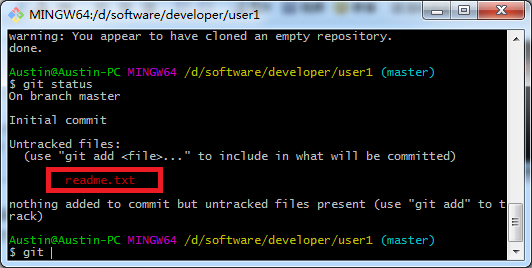 MINGW64:/d/software/developer/user1
warning: You appear to have cloned an empty repository.
done.
Austin@Austin-PC MINGW64 /d/software/developer/user1 (master)
$ git status
On branch master
Initial commit
Untracked files:
(use "git add <file>..." to include in what will be committed)
readme.txt
nothing added to commit but untracked files present (use "git add" to t
rack)
Austin@Austin-PC MINGW64 /d/software/developer/user1 (master)
$ git